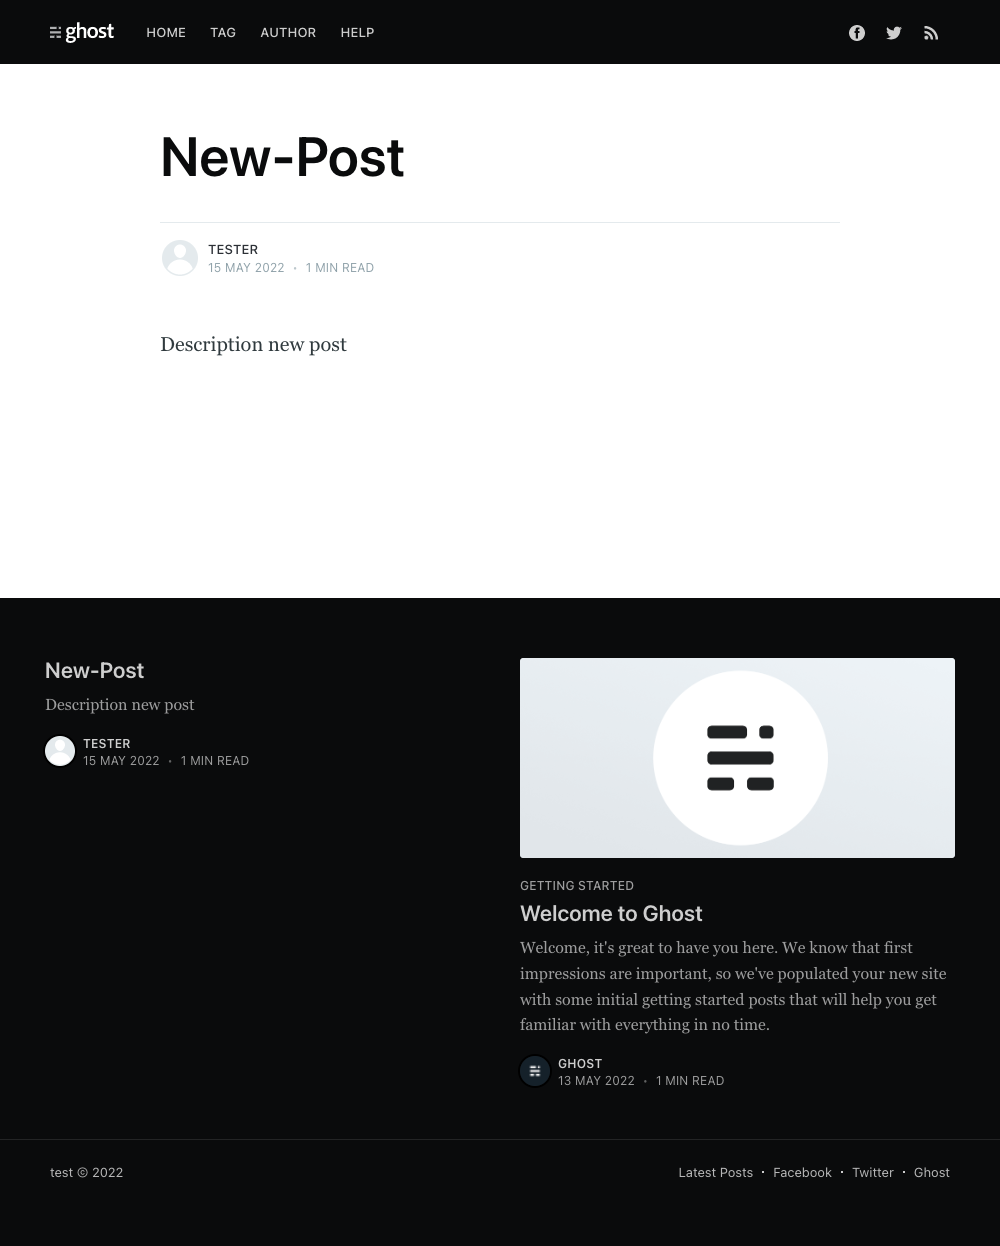 ghost HOME TAG AUTHOR HELP
New-Post
TESTER
15 MAY 2022 • 1 MIN READ
Description new post
New-Post
Description new post
TESTER
15 MAY 2022 • 1 MIN READ
GETTING STARTED
Welcome to Ghost
Welcome, it's great to have you here. We know that first
impressions are important, so we've populated your new site
with some initial getting started posts that will help you get
familiar with everything in no time.
GHOST
13 MAY 2022 • 1 MIN READ
test © 2022
Latest Posts • Facebook • Twitter • Ghost